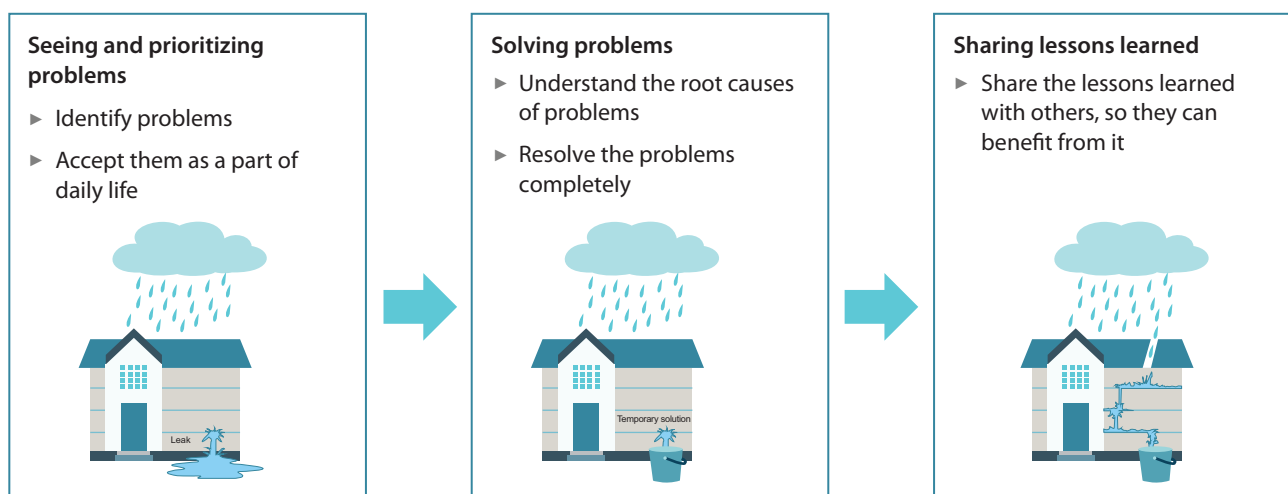 Seeing and prioritizing
problems
► Identify problems
► Accept them as a part of
daily life
Leak
Solving problems
► Understand the root causes
of problems
► Resolve the problems
completely
Temporary solution
Sharing lessons learned
► Share the lessons learned
with others, so they can
benefit from it